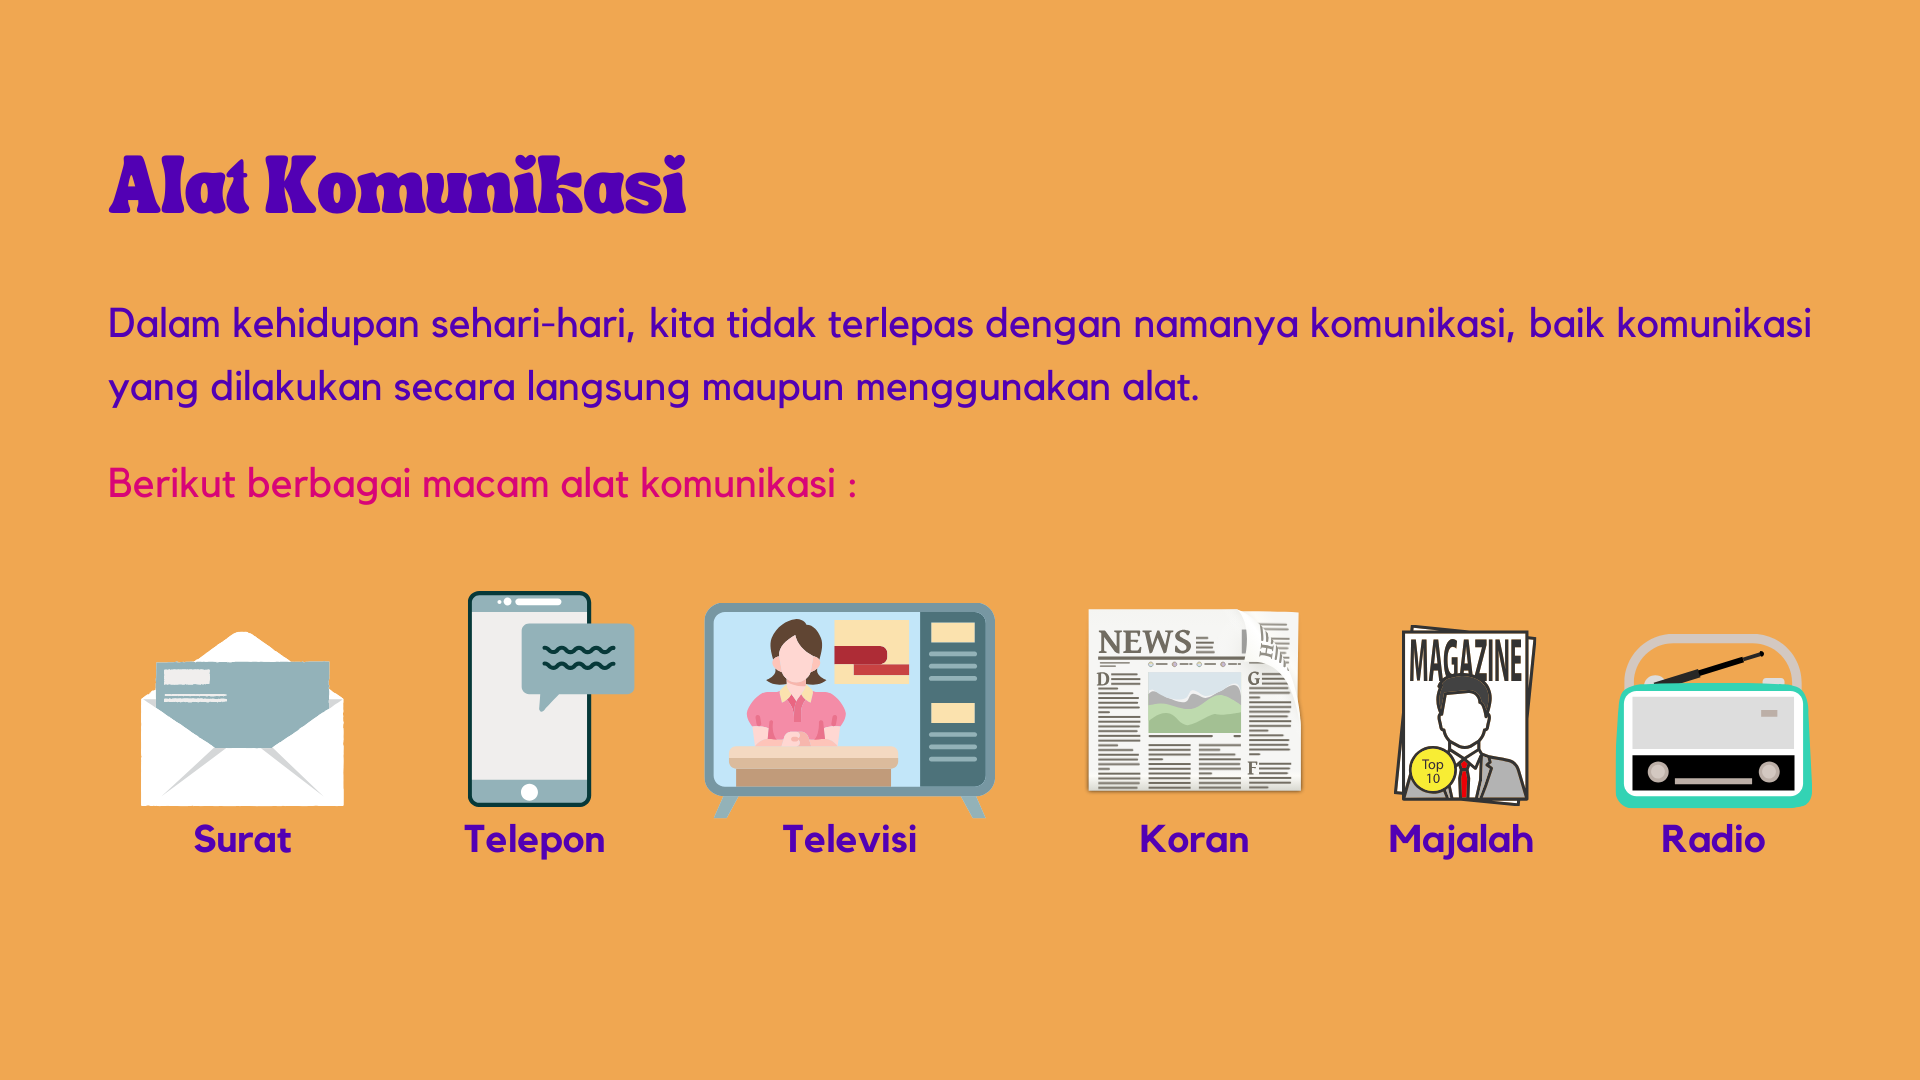 Alat Komunikasi
Dalam kehidupan sehari-hari, kita tidak terlepas dengan namanya komunikasi, baik komunikasi
yang dilakukan secara langsung maupun menggunakan alat.
Berikut berbagai macam alat komunikasi :
NEWS
D
G
F
MAGAZINE
Top
10
Surat
Telepon
Televisi
Koran
Majalah
Radio